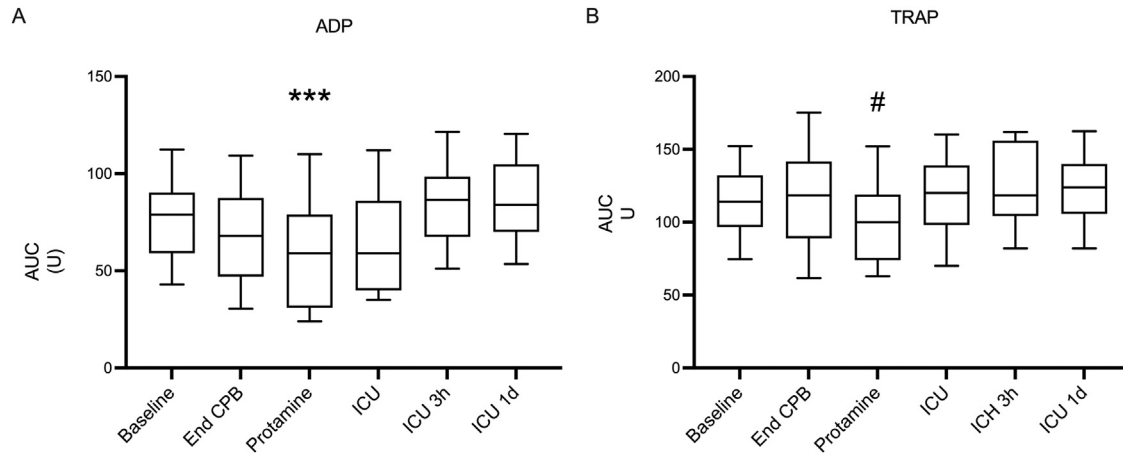 A
ADP
***
AUC
(U)
150
100
50
0
Baseline
End CPB
Protamine
ICU
ICU 3h
ICU 1d
B
TRAP
#
AUC
U
200
150
100
50
0
Baseline
End CPB
Protamine
ICU
ICH 3h
ICU 1d